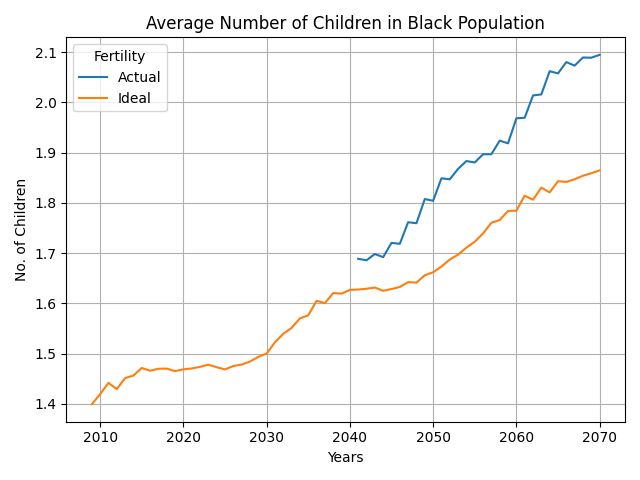 Average Number of Children in Black Population
Fertility
Actual
Ideal
No. of Children
2.1
2.0
1.9
1.8
1.7
1.6
1.5
1.4
2010 2020 2030 2040 2050 2060 2070
Years